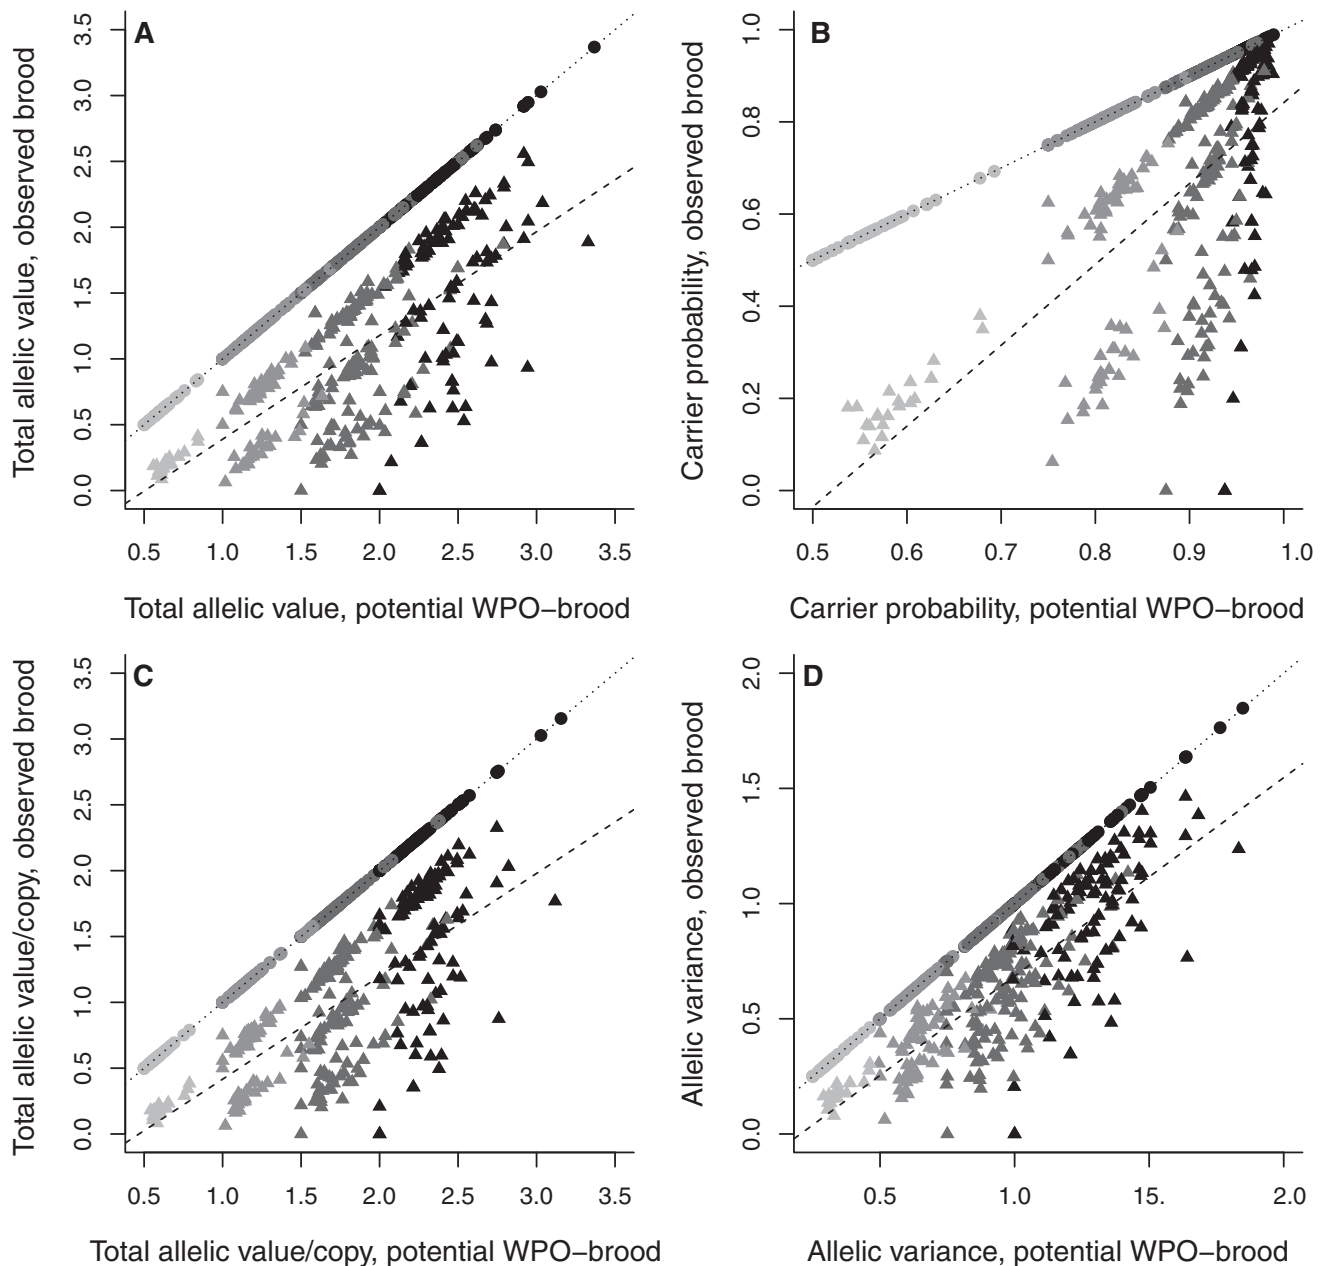 A
Total allelic value, observed brood
3.5
3.0
2.5
2.0
1.5
1.0
0.5
0.0
0.5 1.0 1.5 2.0 2.5 3.0 3.5
Total allelic value, potential WPO−brood
B
Carrier probability, observed brood
1.0
0.8
0.6
0.4
0.2
0.0
0.5 0.6 0.7 0.8 0.9 1.0
Carrier probability, potential WPO−brood
C
Total allelic value/copy, observed brood
3.5
3.0
2.5
2.0
1.5
1.0
0.5
0.0
0.5 1.0 1.5 2.0 2.5 3.0 3.5
Total allelic value/copy, potential WPO−brood
D
Allelic variance, observed brood
2.0
1.5
1.0
0.5
0.0
0.5 1.0 15. 2.0
Allelic variance, potential WPO−brood